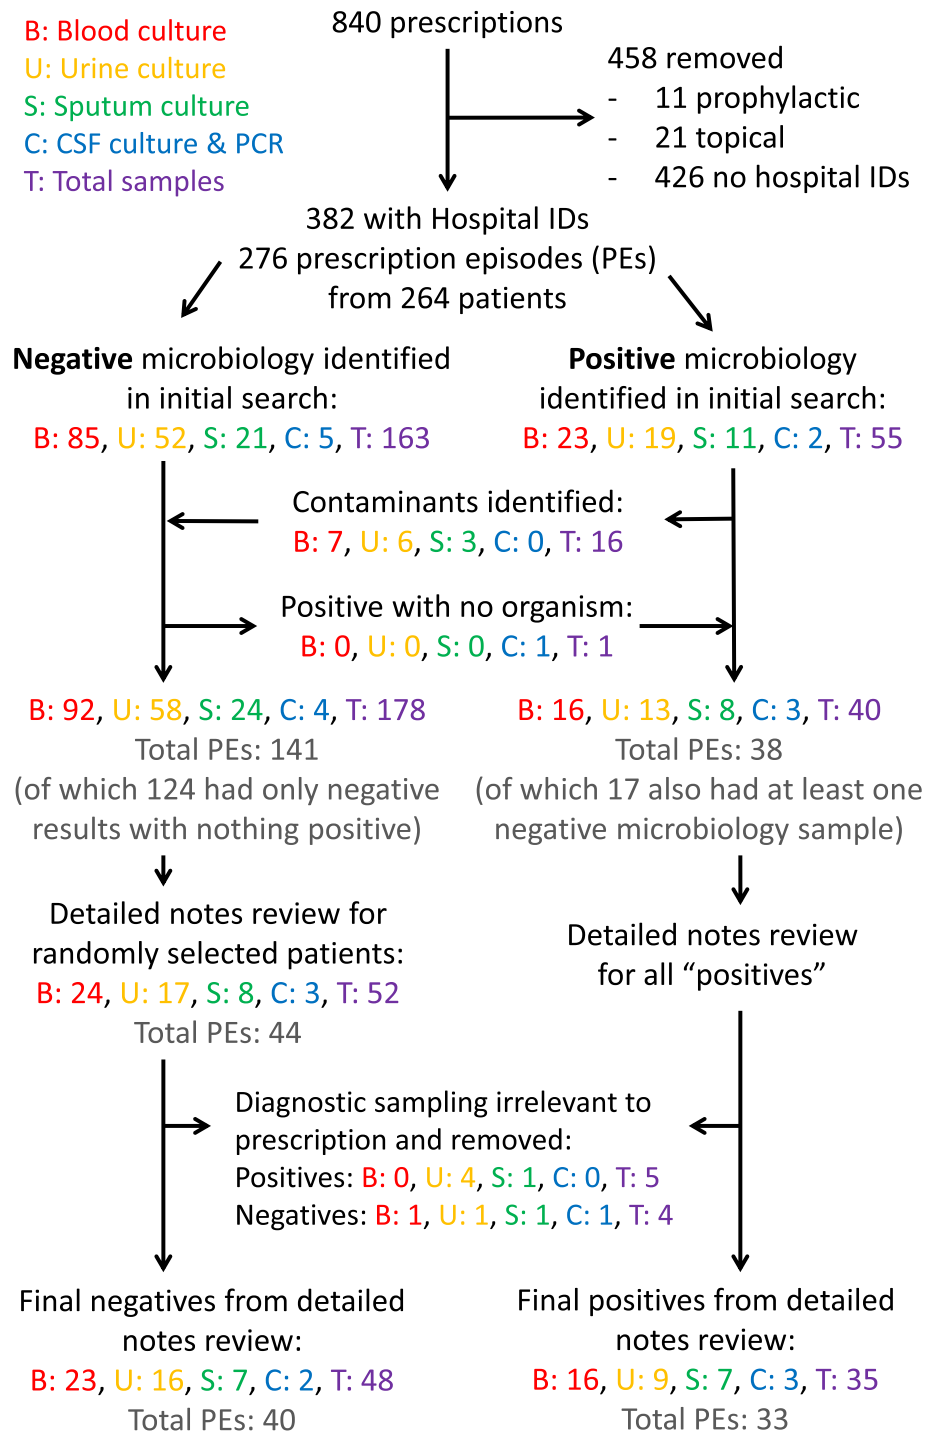 B: Blood culture
U: Urine culture
S: Sputum culture
C: CSF culture & PCR
T: Total samples
840 prescriptions
458 removed
- 11 prophylactic
- 21 topical
- 426 no hospital IDs
382 with Hospital IDs
276 prescription episodes (PEs)
from 264 patients
Negative microbiology identified
in initial search:
B: 85, U: 52, S: 21, C: 5, T: 163
Positive microbiology
identified in initial search:
B: 23, U: 19, S: 11, C: 2, T: 55
Contaminants identified:
B: 7, U: 6, S: 3, C: 0, T: 16
Positive with no organism:
B: 0, U: 0, S: 0, C: 1, T: 1
B: 92, U: 58, S: 24, C: 4, T: 178
Total PEs: 141
(of which 124 had only negative
results with nothing positive)
B: 16, U: 13, S: 8, C: 3, T: 40
Total PEs: 38
(of which 17 also had at least one
negative microbiology sample)
Detailed notes review for
randomly selected patients:
B: 24, U: 17, S: 8, C: 3, T: 52
Total PEs: 44
Detailed notes review
for all “positives”
Diagnostic sampling irrelevant to
prescription and removed:
Positives: B: 0, U: 4, S: 1, C: 0, T: 5
Negatives: B: 1, U: 1, S: 1, C: 1, T: 4
Final negatives from detailed
notes review:
B: 23, U: 16, S: 7, C: 2, T: 48
Total PEs: 40
Final positives from detailed
notes review:
B: 16, U: 9, S: 7, C: 3, T: 35
Total PEs: 33